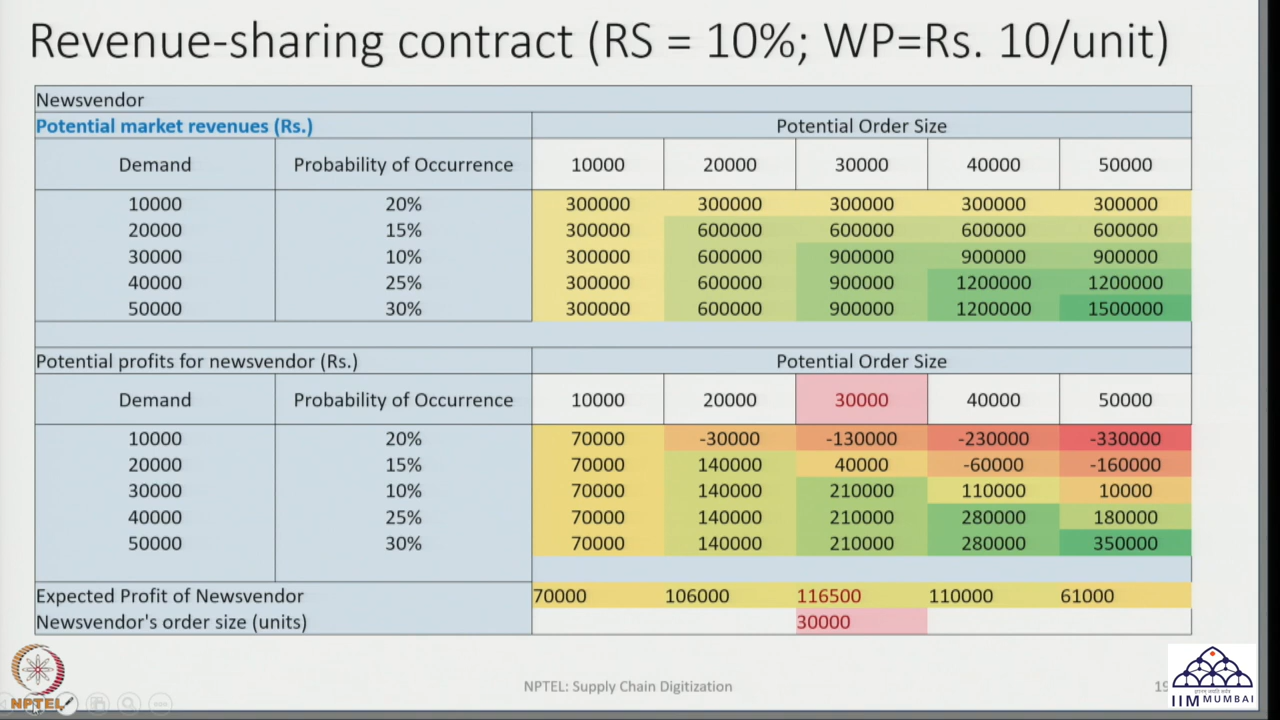 Revenue-sharing contract (RS = 10%; WP=Rs. 10/unit)
Newsvendor
Potential market revenues (Rs.) Potential Order Size
Demand Probability of Occurrence 10000 20000 30000 40000 50000
10000 20% 300000 300000 300000 300000 300000
20000 15% 300000 600000 600000 600000 600000
30000 10% 300000 600000 900000 900000 900000
40000 25% 300000 600000 900000 1200000 1200000
50000 30% 300000 600000 900000 1200000 1500000
Potential profits for newsvendor (Rs.) Potential Order Size
Demand Probability of Occurrence 10000 20000 30000 40000 50000
10000 20% 70000 -30000 -130000 -230000 -330000
20000 15% 70000 140000 40000 -60000 -160000
30000 10% 70000 140000 210000 110000 10000
40000 25% 70000 140000 210000 280000 180000
50000 30% 70000 140000 210000 280000 350000
Expected Profit of Newsvendor 70000 106000 116500 110000 61000
Newsvendor's order size (units) 30000
NPTEL NPTEL: Supply Chain Digitization
IIM MUMBAI